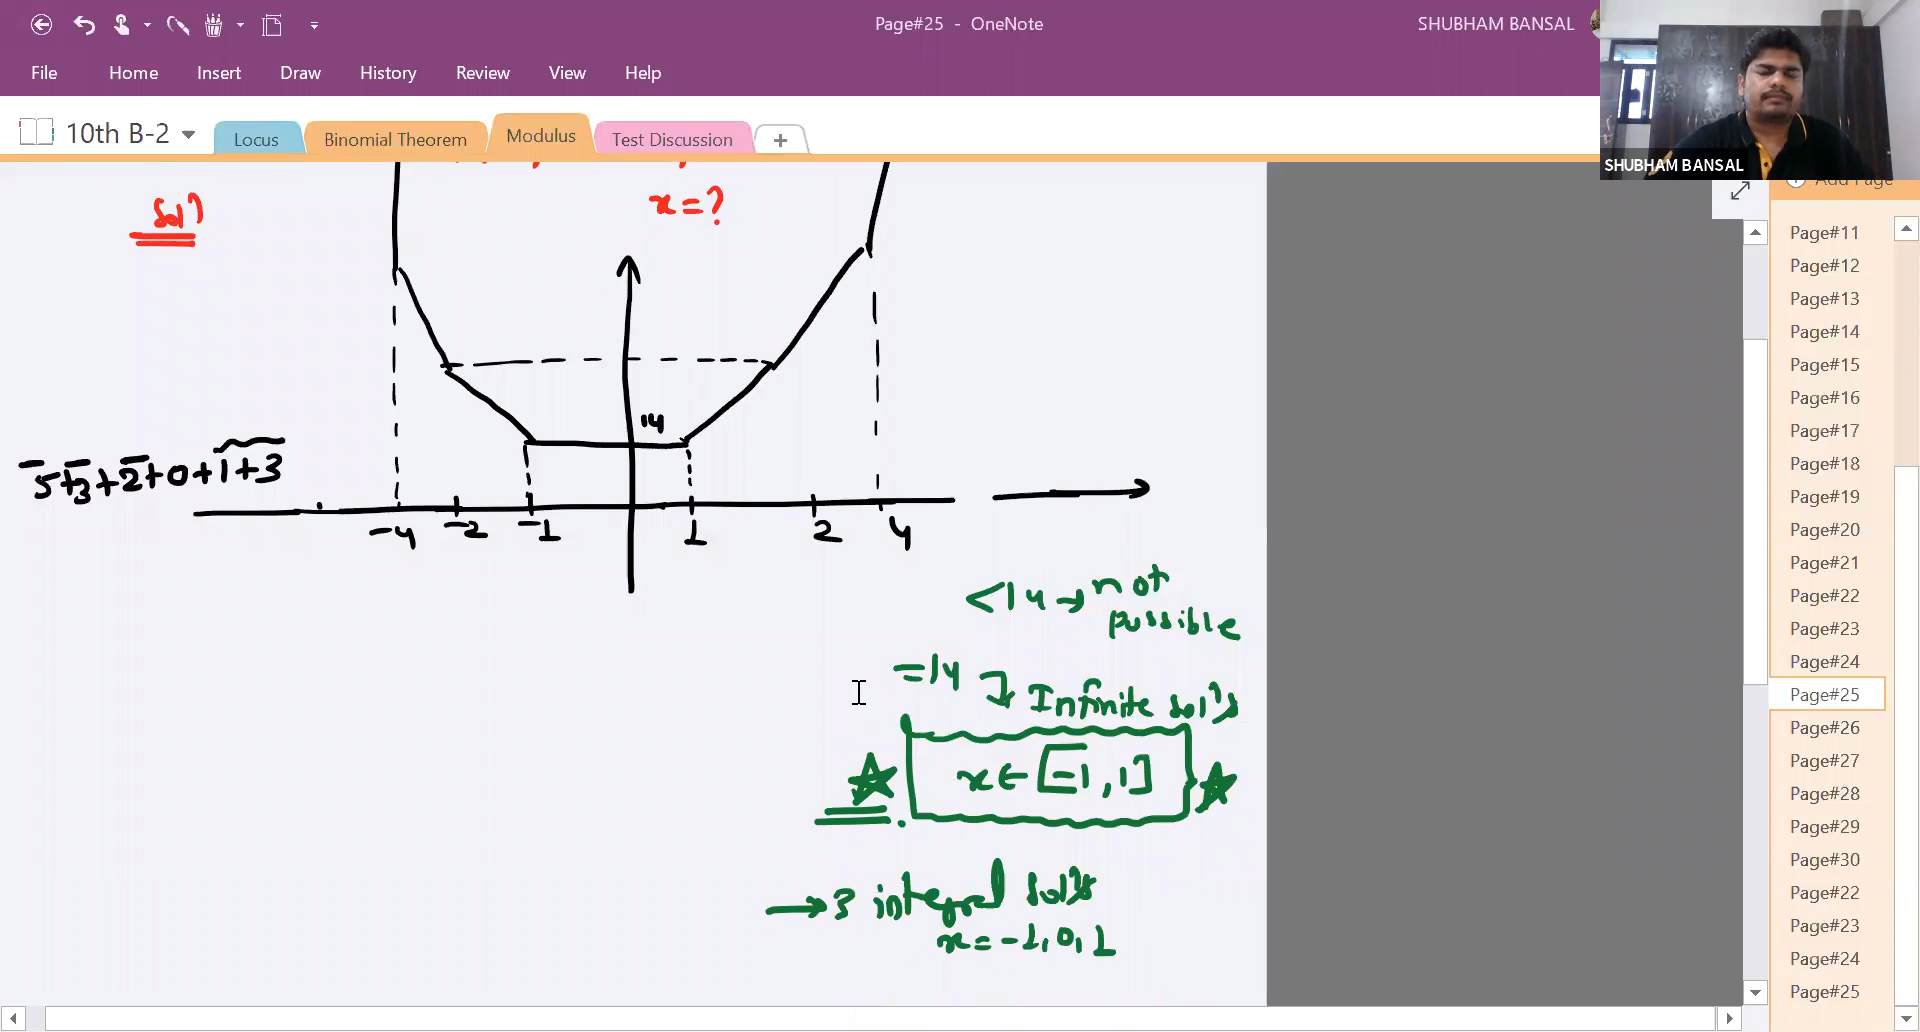 Page#25 - OneNote
SHUBHAM BANSAL
File Home Insert Draw History Review View Help
10th B-2
Locus
Binomial Theorem
Modulus
Test Discussion
+
SHUBHAM BANSAL
Add Page
x=?
solⁿ
14
5+3+2+0+1+3
-4 -2 -1 1 2 4
<14→not
possible
=14
Infinite solⁿs
x∈[-1,1]
→3 integral solⁿs
x=-1,0,1
Page#11
Page#12
Page#13
Page#14
Page#15
Page#16
Page#17
Page#18
Page#19
Page#20
Page#21
Page#22
Page#23
Page#24
Page#25
Page#26
Page#27
Page#28
Page#29
Page#30
Page#22
Page#23
Page#24
Page#25